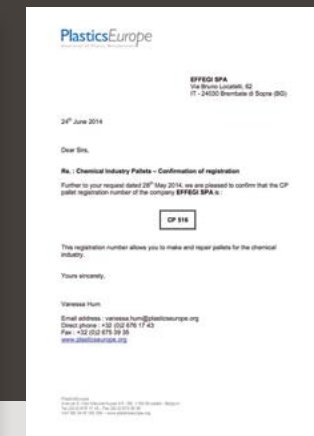 PlasticsEurope
EFFEGI SPA
Via Bruno Locatelli, 62
IT - 24030 Brembate di Sopra (BG)
24th June 2014
Dear Sirs,
Re. : Chemical Industry Pallets – Confirmation of registration
Further to your request dated 28th May 2014, we are pleased to confirm that the CP
pallet registration number of the company EFFEGI SPA is :
CP 516
This registration number allows you to make and repair pallets for the chemical
industry.
Yours sincerely,
Vanessa Hum
Email address : vanessa.hum@plasticseurope.org
Direct phone : +32 (0)2 676 17 43
Fax : +32 (0)2 675 39 35
www.plasticseurope.org
PlasticsEurope